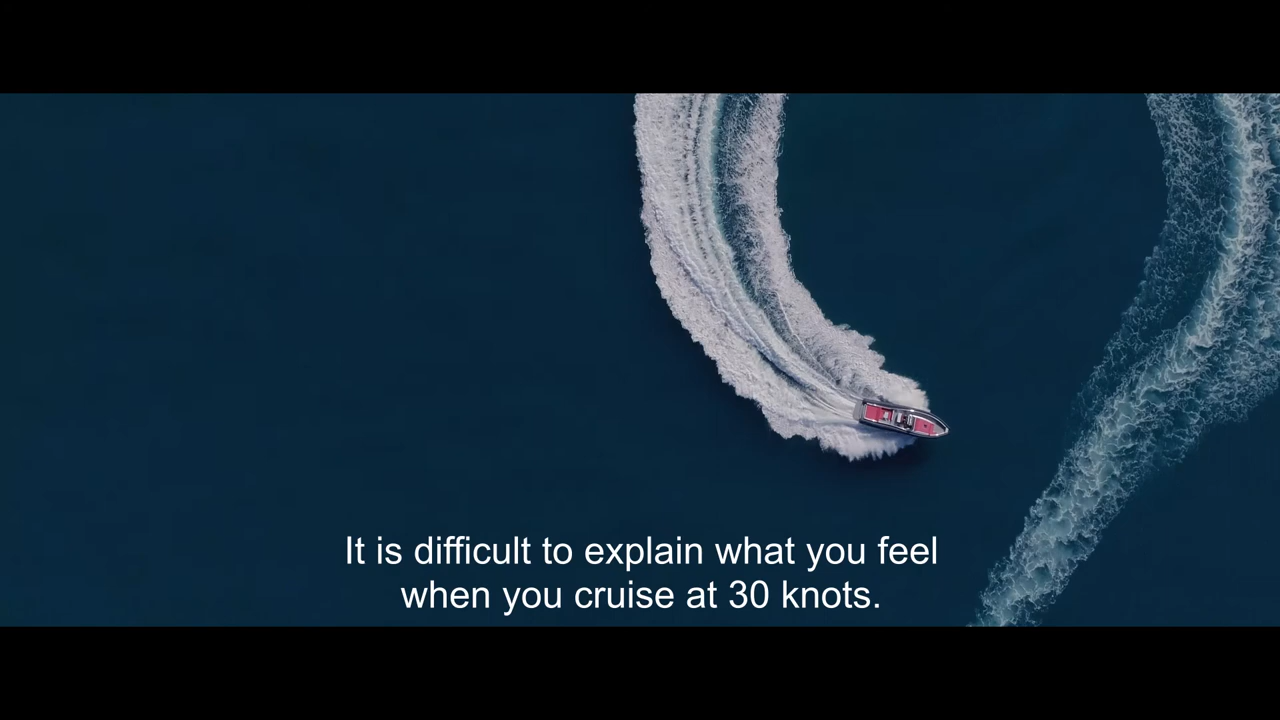 It is difficult to explain what you feel
when you cruise at 30 knots.